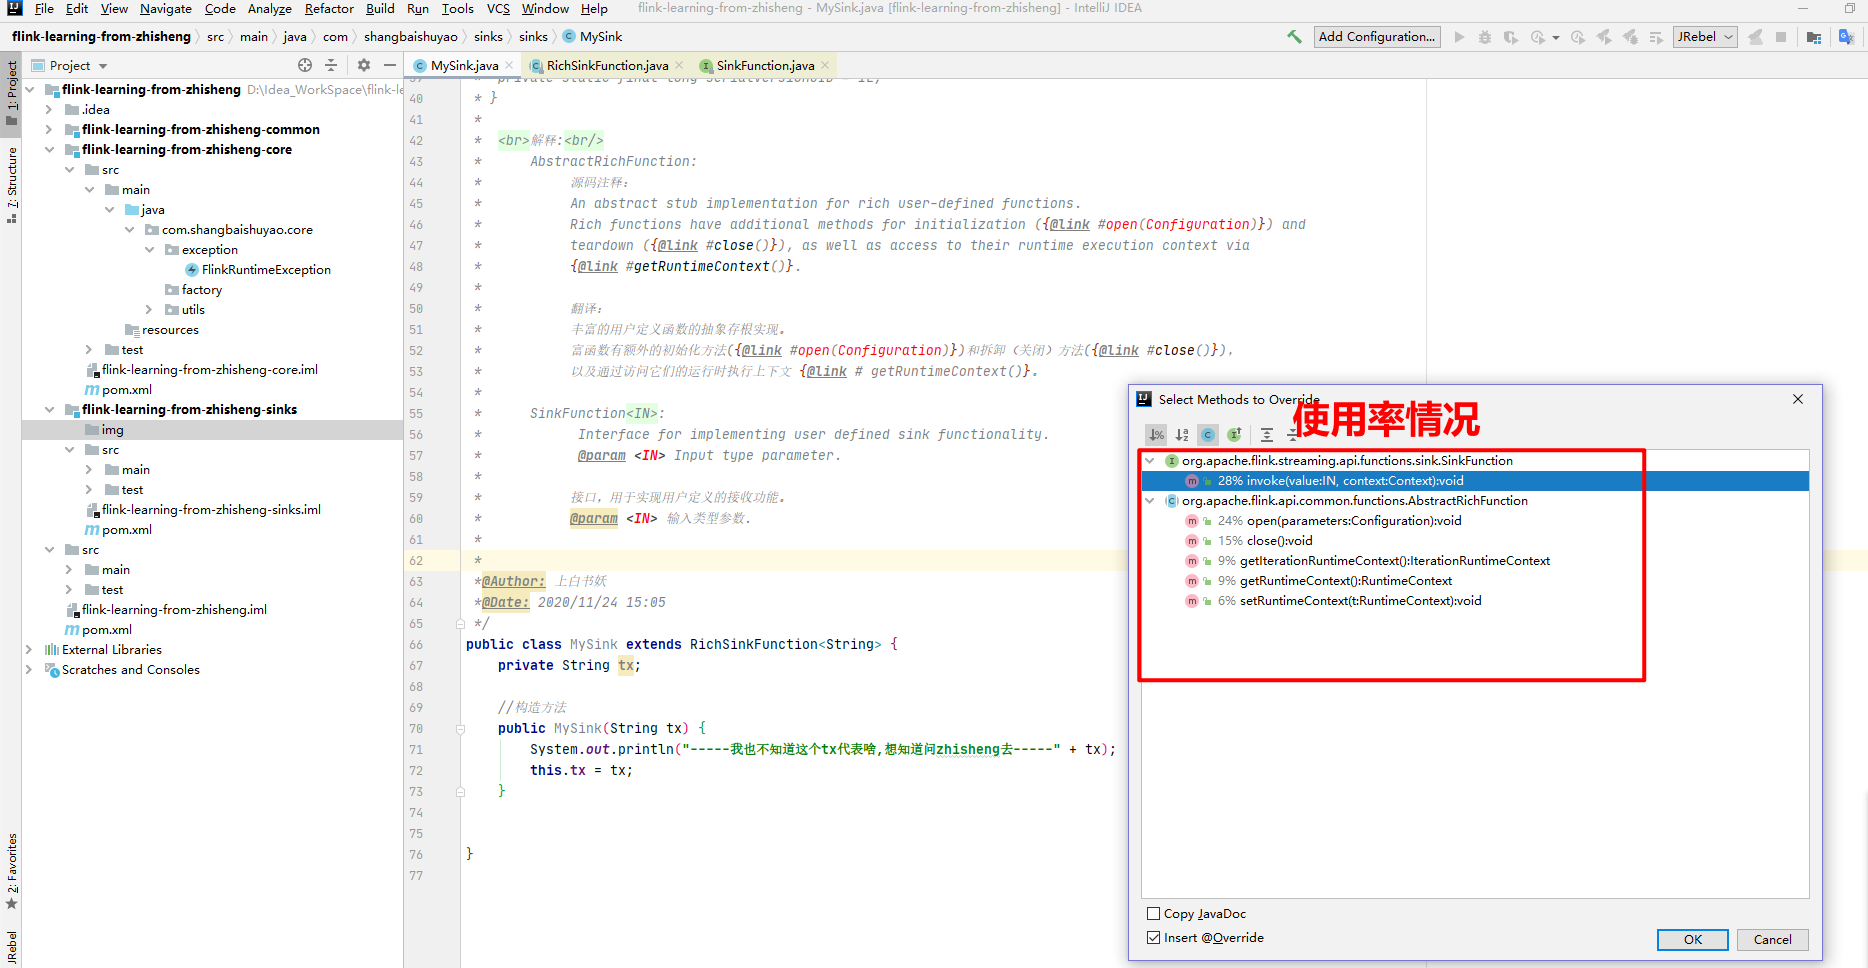 File Edit View Navigate Code Analyze Refactor Build Run Tools VCS Window Help flink-learning-from-zhisheng - MySink.java [flink-learning-from-zhisheng] - IntelliJ IDEA
flink-learning-from-zhisheng src main java com shangbaishuyao sinks sinks MySink Add Configuration... JRebel
Project
MySink.java RichSinkFunction.java SinkFunction.java
1: Project
7: Structure
2: Favorites
JRebel
flink-learning-from-zhisheng D:\Idea_WorkSpace\flink-le
.idea
flink-learning-from-zhisheng-common
flink-learning-from-zhisheng-core
src
main
java
com.shangbaishuyao.core
exception
FlinkRuntimeException
factory
utils
resources
test
flink-learning-from-zhisheng-core.iml
pom.xml
flink-learning-from-zhisheng-sinks
img
src
main
test
flink-learning-from-zhisheng-sinks.iml
pom.xml
src
main
test
flink-learning-from-zhisheng.iml
pom.xml
External Libraries
Scratches and Consoles
40 * }
41 *
42 * <br>解释:<br/>
43 * AbstractRichFunction:
44 * 源码注释:
45 * An abstract stub implementation for rich user-defined functions.
46 * Rich functions have additional methods for initialization ({@link #open(Configuration)}) and
47 * teardown ({@link #close()}), as well as access to their runtime execution context via
48 * {@link #getRuntimeContext()}.
49 *
50 * 翻译:
51 * 丰富的用户定义函数的抽象存根实现。
52 * 富函数有额外的初始化方法({@link #open(Configuration)})和拆卸（关闭）方法({@link #close()}),
53 * 以及通过访问它们的运行时执行上下文 {@link # getRuntimeContext()}.
54 *
55 * SinkFunction<IN>:
56 * Interface for implementing user defined sink functionality.
57 * @param <IN> Input type parameter.
58 *
59 * 接口，用于实现用户定义的接收功能。
60 * @param <IN> 输入类型参数.
61 *
62 *
63 *@Author: 上白书妖
64 *@Date: 2020/11/24 15:05
65 */
66 public class MySink extends RichSinkFunction<String> {
67 private String tx;
68
69 //构造方法
70 public MySink(String tx) {
71 System.out.println("-----我也不知道这个tx代表啥,想知道问zhisheng去-----" + tx);
72 this.tx = tx;
73 }
74
75
76 }
77
Select Methods to Override
使用率情况
org.apache.flink.streaming.api.functions.sink.SinkFunction
28% invoke(value:IN, context:Context):void
org.apache.flink.api.common.functions.AbstractRichFunction
24% open(parameters:Configuration):void
15% close():void
9% getIterationRuntimeContext():IterationRuntimeContext
9% getRuntimeContext():RuntimeContext
6% setRuntimeContext(t:RuntimeContext):void
Copy JavaDoc
Insert @Override
OK Cancel